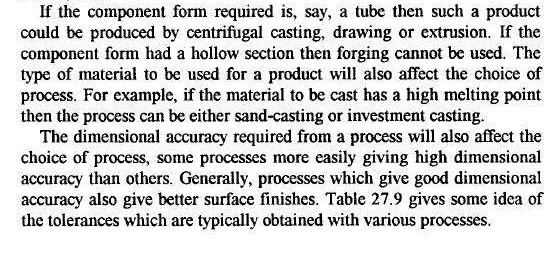 If the component form required is, say, a tube then such a product
could be produced by centrifugal casting, drawing or extrusion. If the
component form had a hollow section then forging cannot be used. The
type of material to be used for a product will also affect the choice of
process. For example, if the material to be cast has a high melting point
then the process can be either sand-casting or investment casting.
The dimensional accuracy required from a process will also affect the
choice of process, some processes more easily giving high dimensional
accuracy than others. Generally, processes which give good dimensional
accuracy also give better surface finishes. Table 27.9 gives some idea of
the tolerances which are typically obtained with various processes.